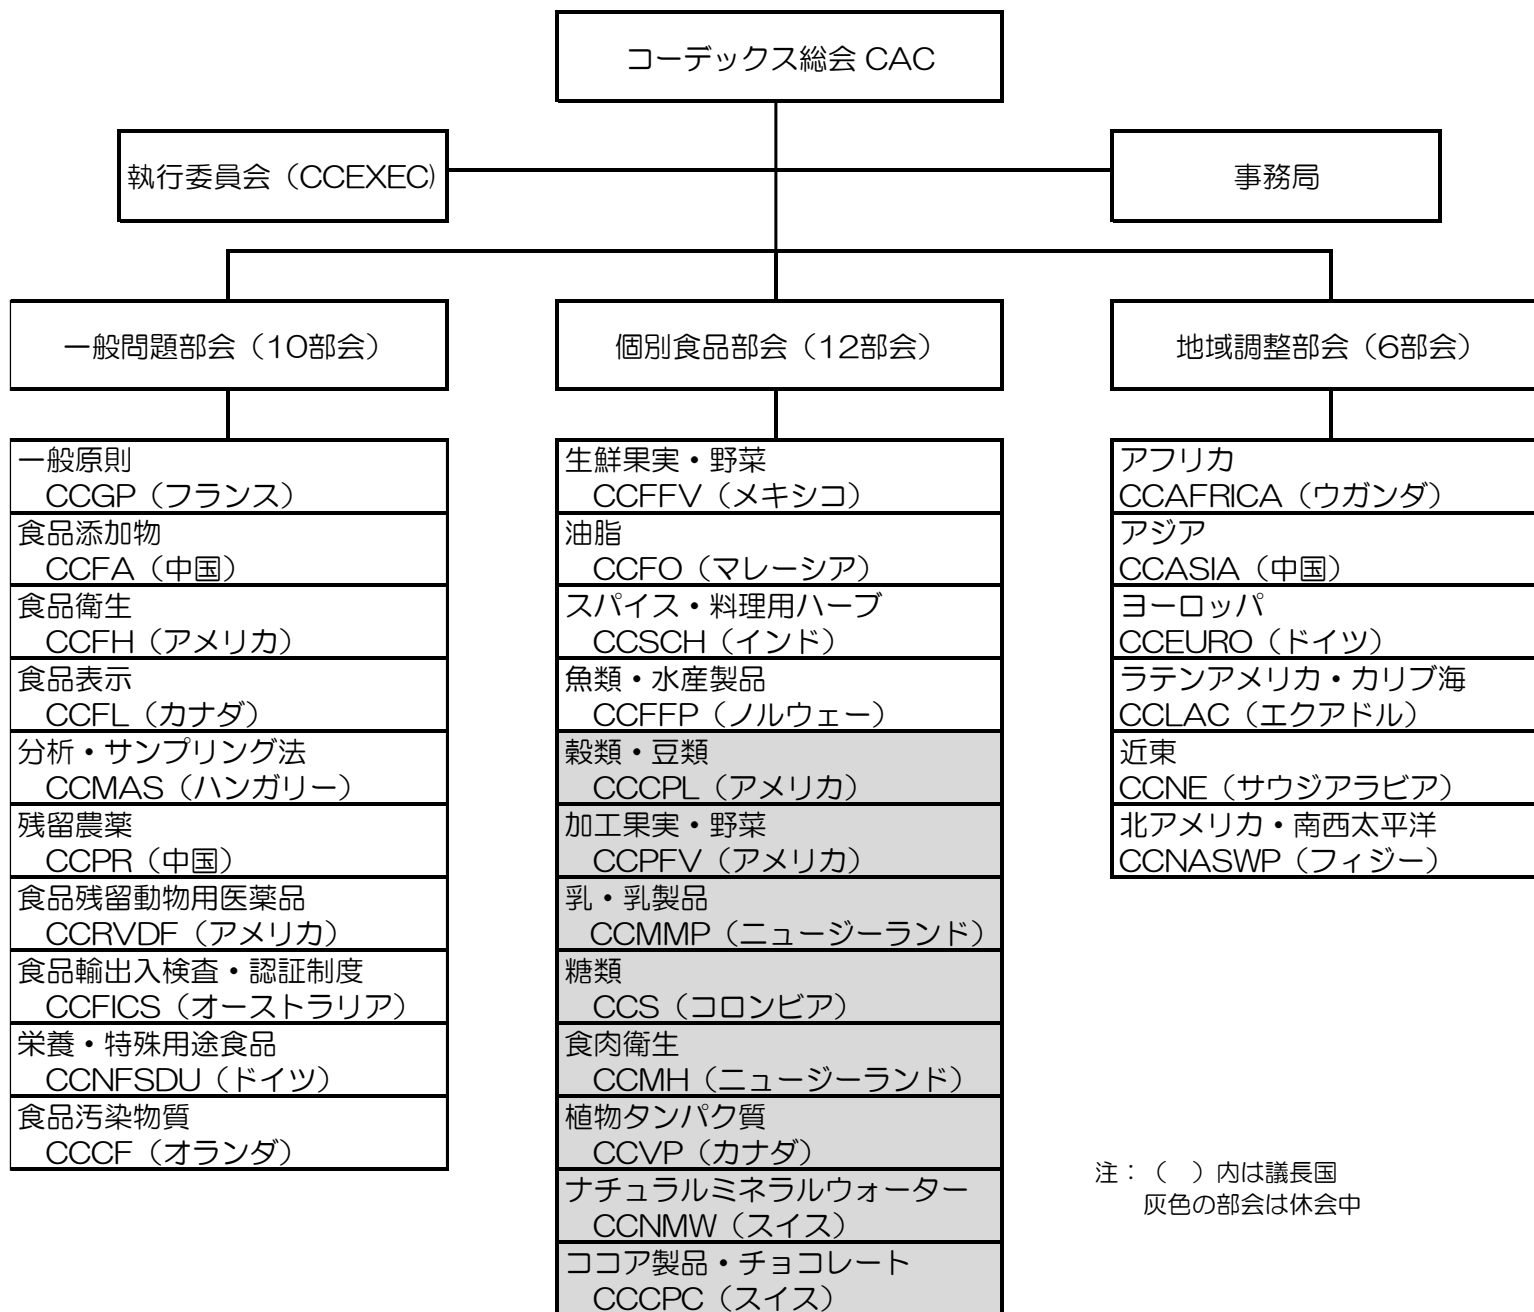 コーデックス総会 CAC
執行委員会（CCEXEC)
事務局
一般問題部会（10部会）
個別食品部会（12部会）
地域調整部会（6部会）
一般原則
CCGP（フランス）
食品添加物
CCFA（中国）
食品衛生
CCFH（アメリカ）
食品表示
CCFL（カナダ）
分析・サンプリング法
CCMAS（ハンガリー）
残留農薬
CCPR（中国）
食品残留動物用医薬品
CCRVDF（アメリカ）
食品輸出入検査・認証制度
CCFICS（オーストラリア）
栄養・特殊用途食品
CCNFSDU（ドイツ）
食品汚染物質
CCCF（オランダ）
生鮮果実・野菜
CCFFV（メキシコ）
油脂
CCFO（マレーシア）
スパイス・料理用ハーブ
CCSCH（インド）
魚類・水産製品
CCFFP（ノルウェー）
穀類・豆類
CCCPL（アメリカ）
加工果実・野菜
CCPFV（アメリカ）
乳・乳製品
CCMMP（ニュージーランド）
糖類
CCS（コロンビア）
食肉衛生
CCMH（ニュージーランド）
植物タンパク質
CCVP（カナダ）
ナチュラルミネラルウォーター
CCNMW（スイス）
ココア製品・チョコレート
CCCPC（スイス）
アフリカ
CCAFRICA（ウガンダ）
アジア
CCASIA（中国）
ヨーロッパ
CCEURO（ドイツ）
ラテンアメリカ・カリブ海
CCLAC（エクアドル）
近東
CCNE（サウジアラビア）
北アメリカ・南西太平洋
CCNASWP（フィジー）
注：（　）内は議長国
灰色の部会は休会中